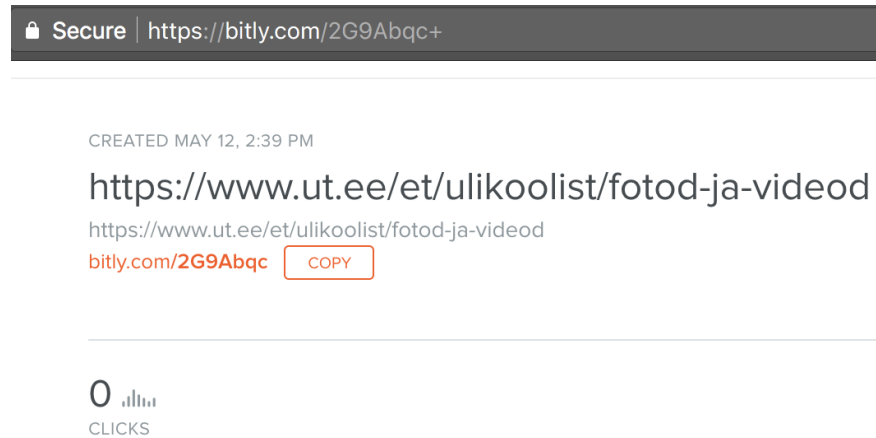 Secure https://bitly.com/2G9Abqc+
CREATED MAY 12, 2:39 PM
https://www.ut.ee/et/ulikoolist/fotod-ja-videod
https://www.ut.ee/et/ulikoolist/fotod-ja-videod
bitly.com/2G9Abqc COPY
0
CLICKS